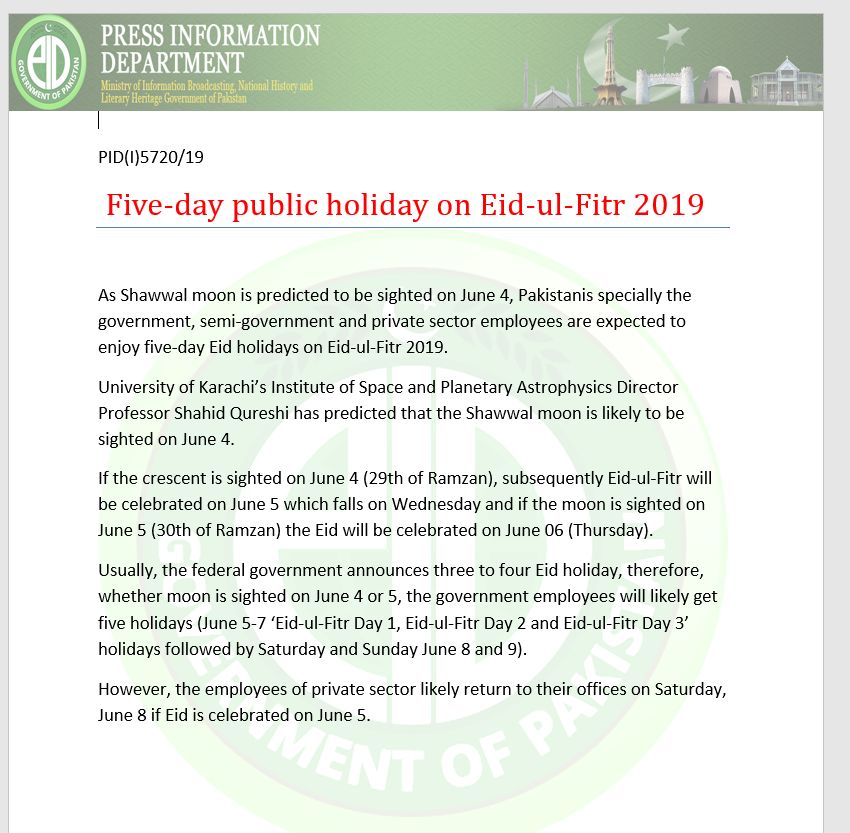 PRESS INFORMATION
DEPARTMENT
Ministry of Information Broadcasting, National History and
Literary Heritage Government of Pakistan
PID
GOVERNMENT OF PAKISTAN
PID(I)5720/19
Five-day public holiday on Eid-ul-Fitr 2019
As Shawwal moon is predicted to be sighted on June 4, Pakistanis specially the
government, semi-government and private sector employees are expected to
enjoy five-day Eid holidays on Eid-ul-Fitr 2019.
University of Karachi’s Institute of Space and Planetary Astrophysics Director
Professor Shahid Qureshi has predicted that the Shawwal moon is likely to be
sighted on June 4.
If the crescent is sighted on June 4 (29th of Ramzan), subsequently Eid-ul-Fitr will
be celebrated on June 5 which falls on Wednesday and if the moon is sighted on
June 5 (30th of Ramzan) the Eid will be celebrated on June 06 (Thursday).
Usually, the federal government announces three to four Eid holiday, therefore,
whether moon is sighted on June 4 or 5, the government employees will likely get
five holidays (June 5-7 ‘Eid-ul-Fitr Day 1, Eid-ul-Fitr Day 2 and Eid-ul-Fitr Day 3’
holidays followed by Saturday and Sunday June 8 and 9).
However, the employees of private sector likely return to their offices on Saturday,
June 8 if Eid is celebrated on June 5.
GOVERNMENT OF PAKISTAN